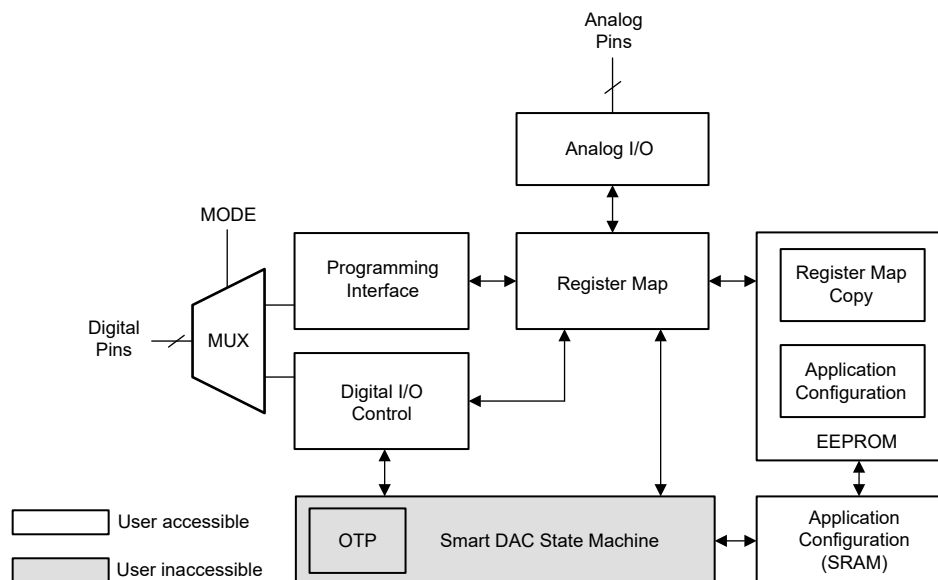 Analog
Pins
Analog I/O
MODE
Programming
Interface
Register Map
Register Map
Copy
Digital
Pins
MUX
Digital I/O
Control
Application
Configuration
EEPROM
User accessible
OTP
Smart DAC State Machine
Application
Configuration
(SRAM)
User inaccessible